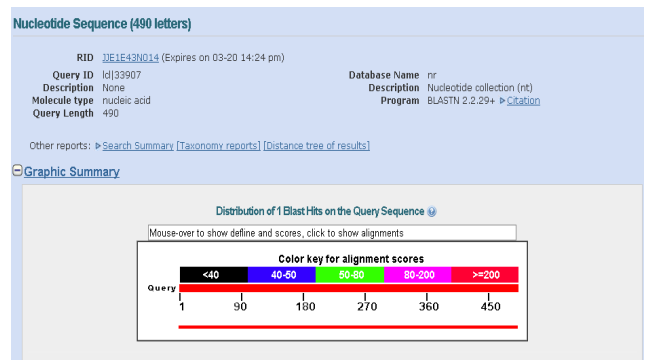 Nucleotide Sequence (490 letters)
RID JJE1E43N014 (Expires on 03-20 14:24 pm)
Query ID lcl|33907
Description None
Molecule type nucleic acid
Query Length 490
Database Name nr
Description Nucleotide collection (nt)
Program BLASTN 2.2.29+ Citation
Other reports: Search Summary [Taxonomy reports] [Distance tree of results]
Graphic Summary
Distribution of 1 Blast Hits on the Query Sequence
Mouse-over to show defline and scores, click to show alignments
Color key for alignment scores
<40 40-50 50-80 80-200 >=200
Query
1 90 180 270 360 450